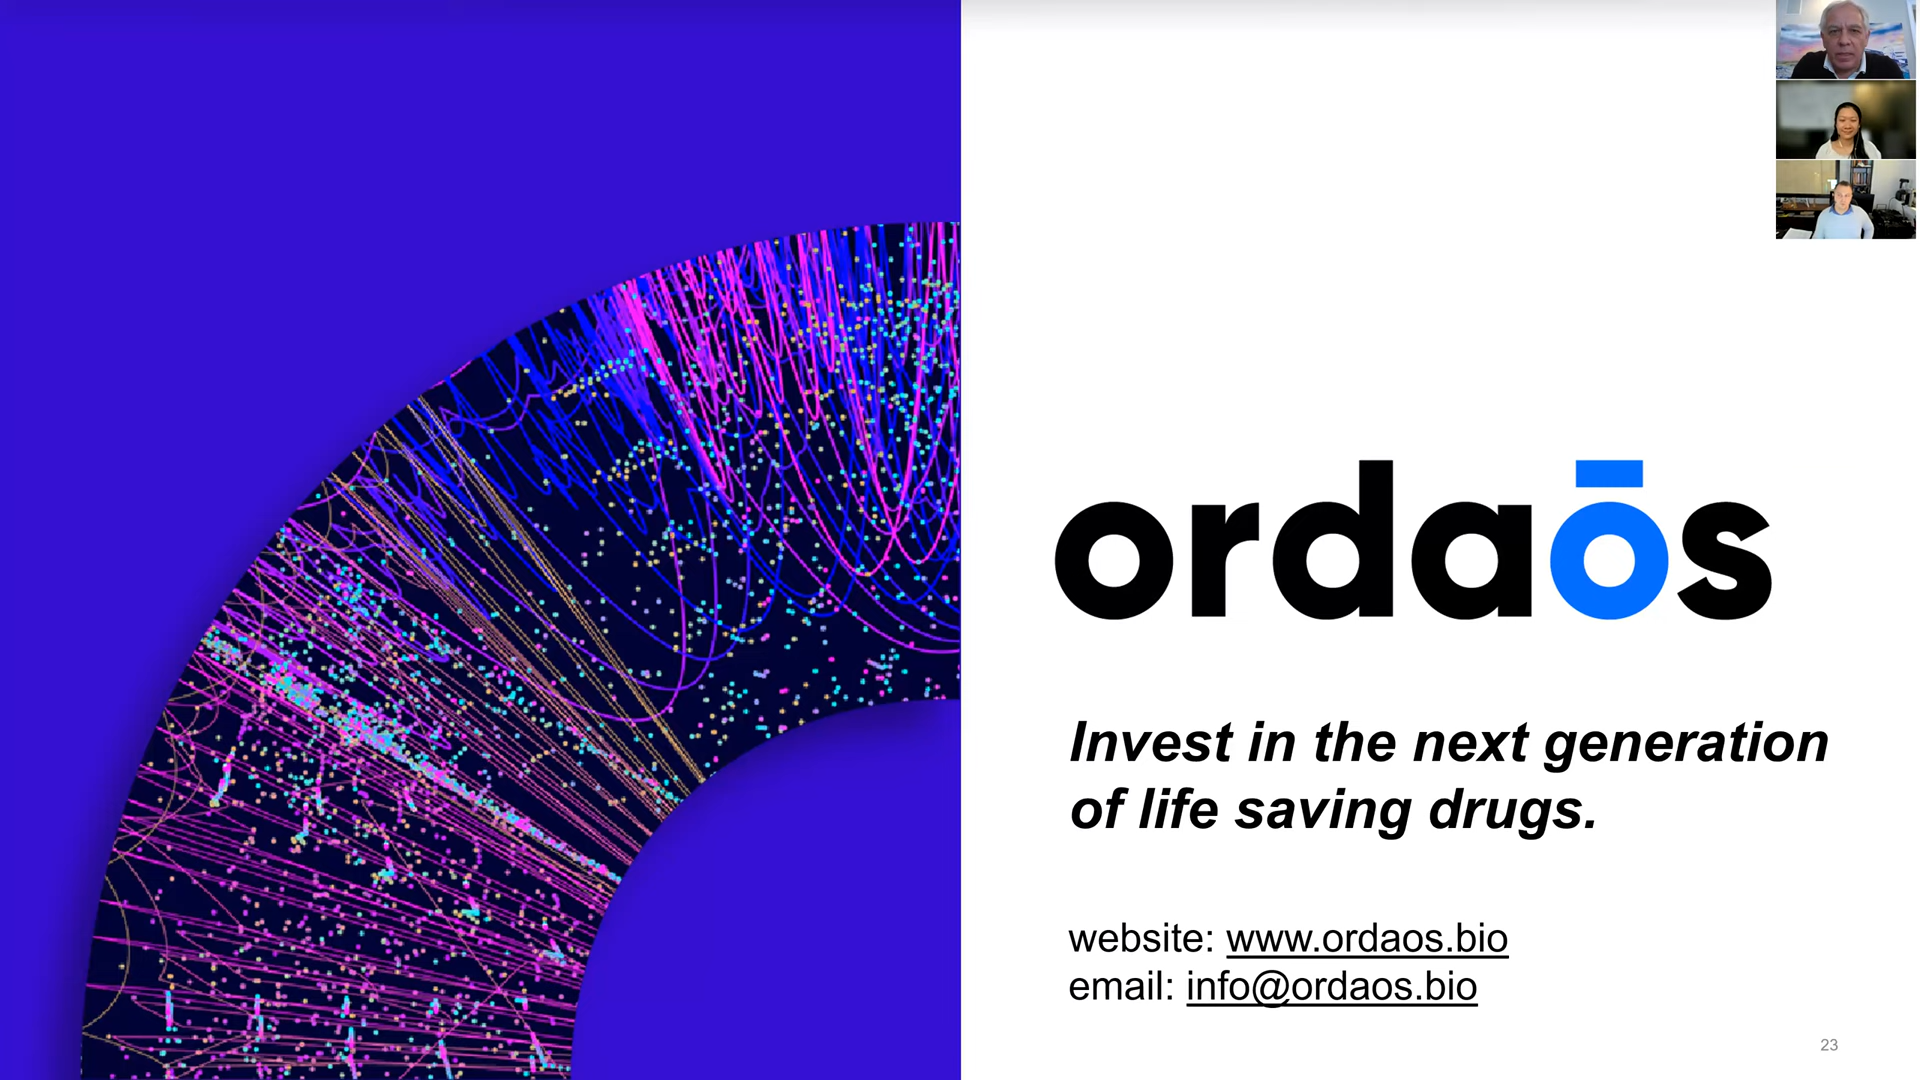 ordaōs
Invest in the next generation
of life saving drugs.
website: www.ordaos.bio
email: info@ordaos.bio
23